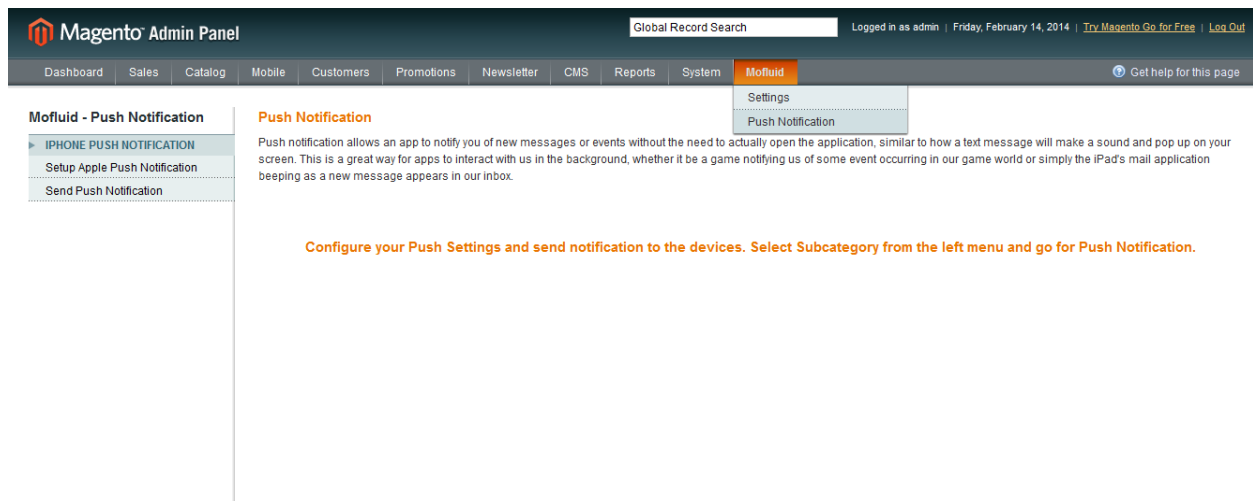 Magento Admin Panel
Global Record Search
Logged in as admin | Friday, February 14, 2014 | Try Magento Go for Free | Log Out
Dashboard Sales Catalog Mobile Customers Promotions Newsletter CMS Reports System Mofluid Get help for this page
Settings
Push Notification
Mofluid - Push Notification
IPHONE PUSH NOTIFICATION
Setup Apple Push Notification
Send Push Notification
Push Notification
Push notification allows an app to notify you of new messages or events without the need to actually open the application, similar to how a text message will make a sound and pop up on your
screen. This is a great way for apps to interact with us in the background, whether it be a game notifying us of some event occurring in our game world or simply the iPad's mail application
beeping as a new message appears in our inbox.
Configure your Push Settings and send notification to the devices. Select Subcategory from the left menu and go for Push Notification.